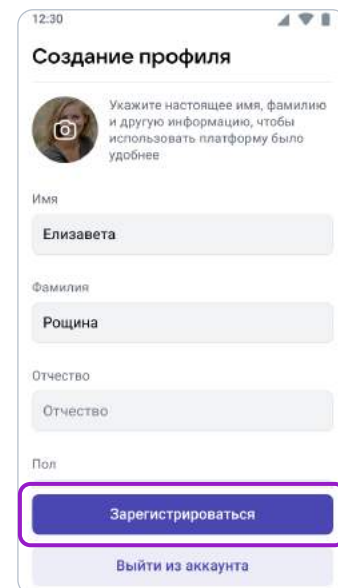 12:30
Создание профиля
Укажите настоящее имя, фамилию
и другую информацию, чтобы
использовать платформу было
удобнее
Имя
Елизавета
Фамилия
Рощина
Отчество
Отчество
Пол
Зарегистрироваться
Выйти из аккаунта